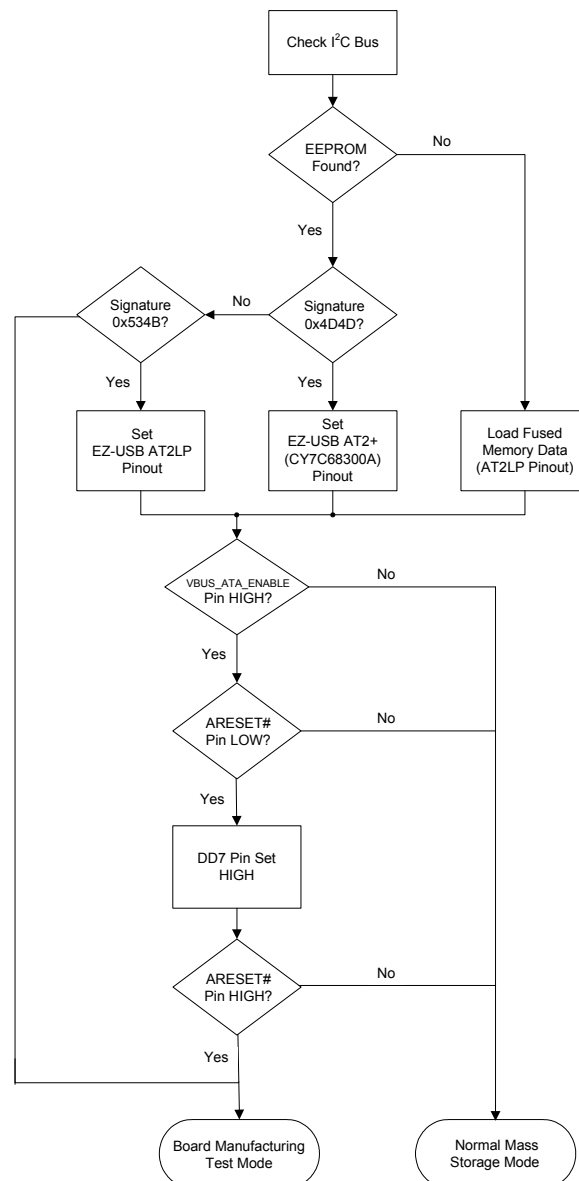 Check I²C Bus
EEPROM
Found?
No
Yes
Signature
0x534B?
No
Signature
0x4D4D?
Yes
Yes
Set
EZ-USB AT2LP
Pinout
Set
EZ-USB AT2+
(CY7C68300A)
Pinout
Load Fused
Memory Data
(AT2LP Pinout)
VBUS_ATA_ENABLE
Pin HIGH?
No
Yes
ARESET#
Pin LOW?
No
Yes
DD7 Pin Set
HIGH
ARESET#
Pin HIGH?
No
Yes
Board Manufacturing
Test Mode
Normal Mass
Storage Mode